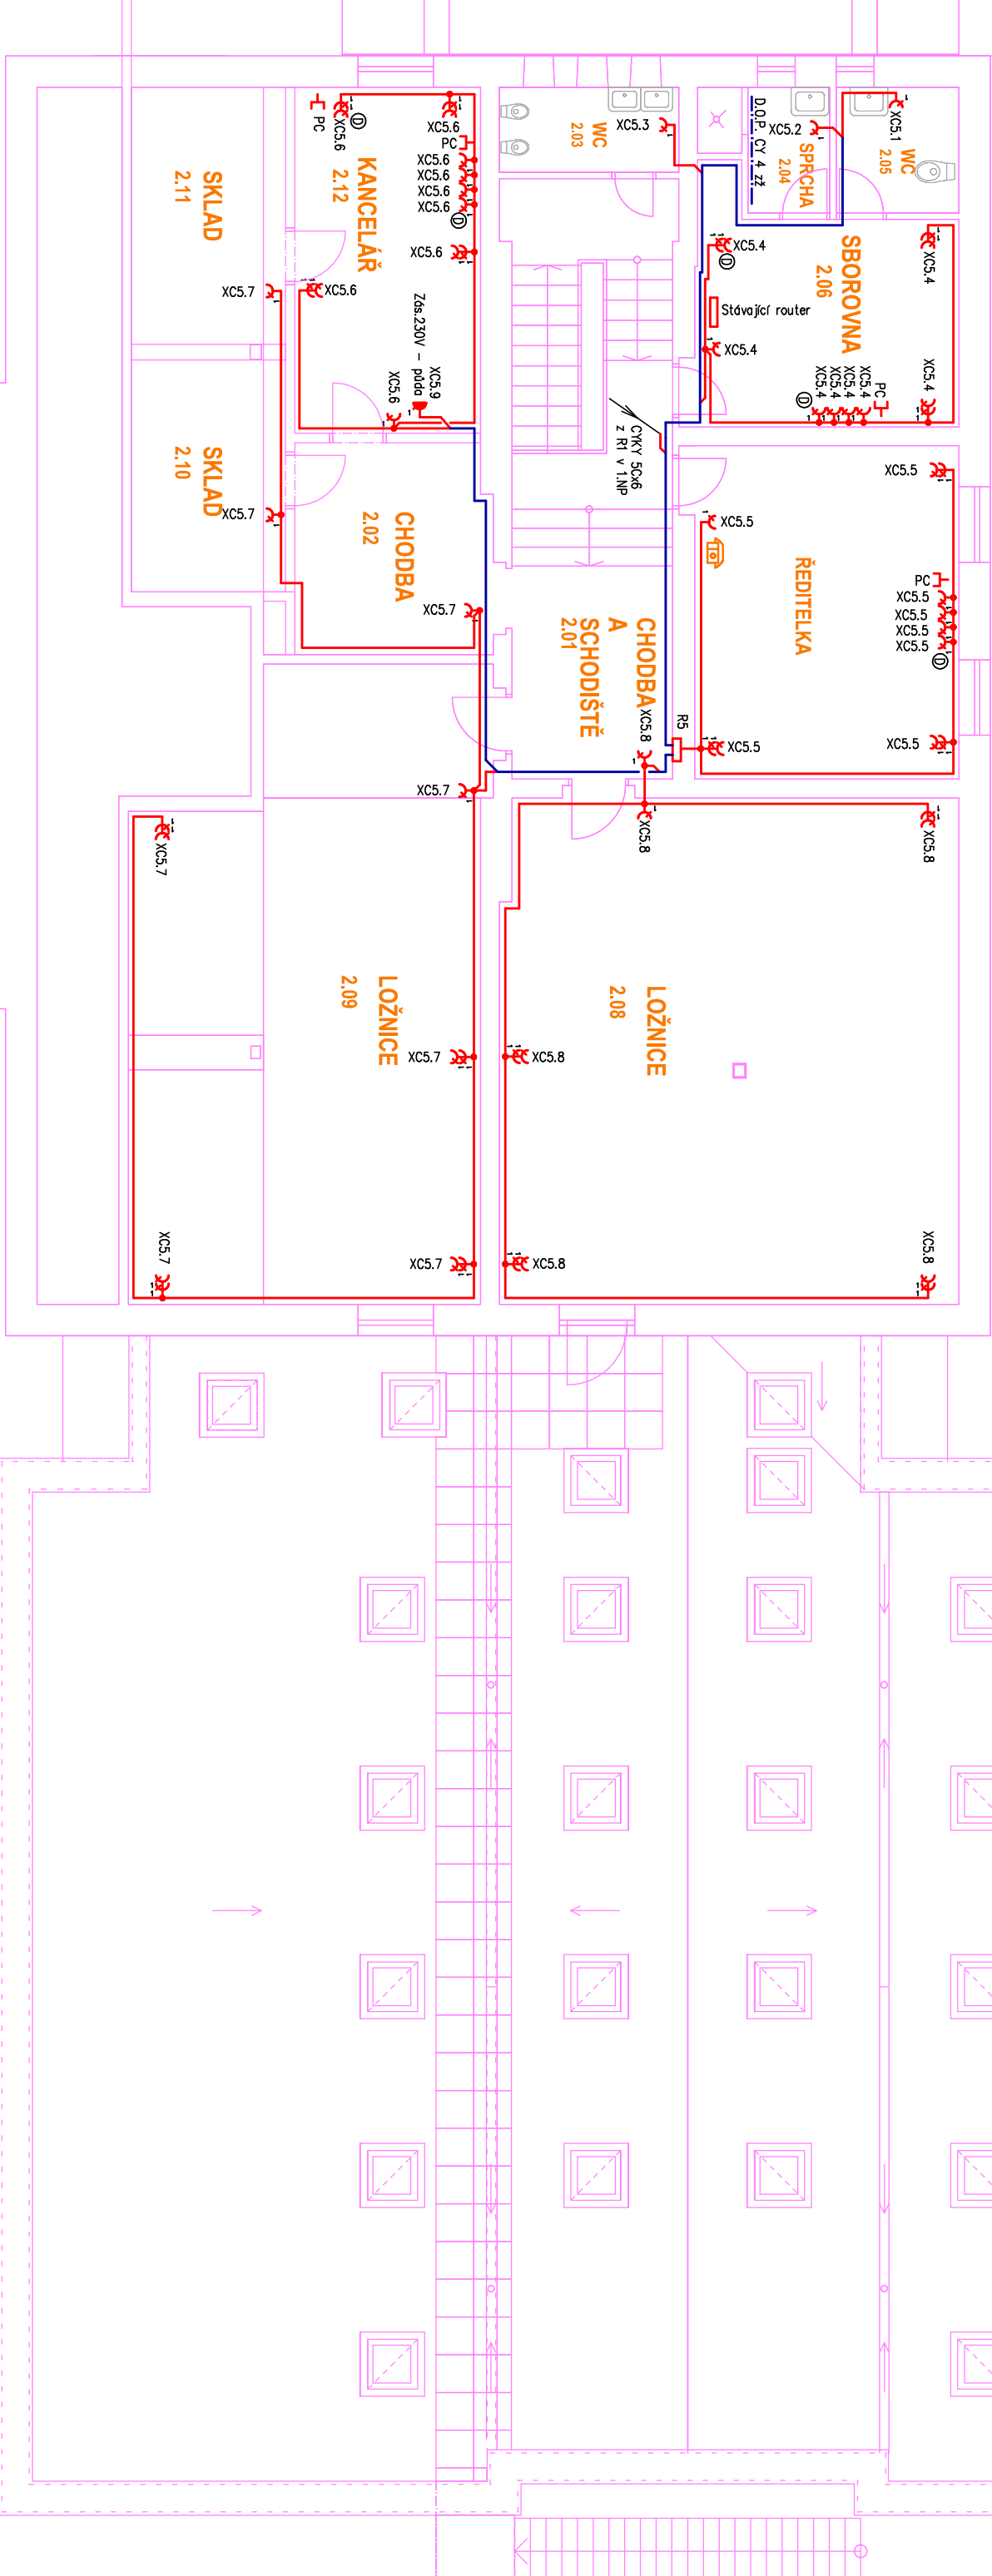 XC5.1
WC
2.05
XC5.2
SPRCHA
2.04
D.O.P. CY 4 zž
XC5.3
WC
2.03
XC5.6
PC
D
XC5.6
PC
XC5.6
XC5.6
XC5.6
XC5.6
D
KANCELÁŘ
2.12
SKLAD
2.11
XC5.6
XC5.6
XC5.7
XC5.4
D
SBOROVNA
2.06
XC5.4
Stávající router
XC5.4
XC5.4
XC5.4
XC5.4
XC5.4
PC
D
XC5.4
Zás.230V - půda
XC5.9
XC5.6
CYKY 5Cx6
z R1 v 1.NP
SKLAD
2.10
XC5.7
CHODBA
2.02
XC5.7
XC5.5
XC5.5
ŘEDITELKA
PC
XC5.5
XC5.5
XC5.5
XC5.5
D
CHODBA
A
SCHODIŠTĚ
2.01
XC5.8
R5
XC5.5
XC5.5
XC5.7
XC5.7
XC5.8
XC5.8
LOŽNICE
2.09
LOŽNICE
2.08
XC5.7
XC5.8
XC5.7
XC5.7
XC5.8
XC5.8